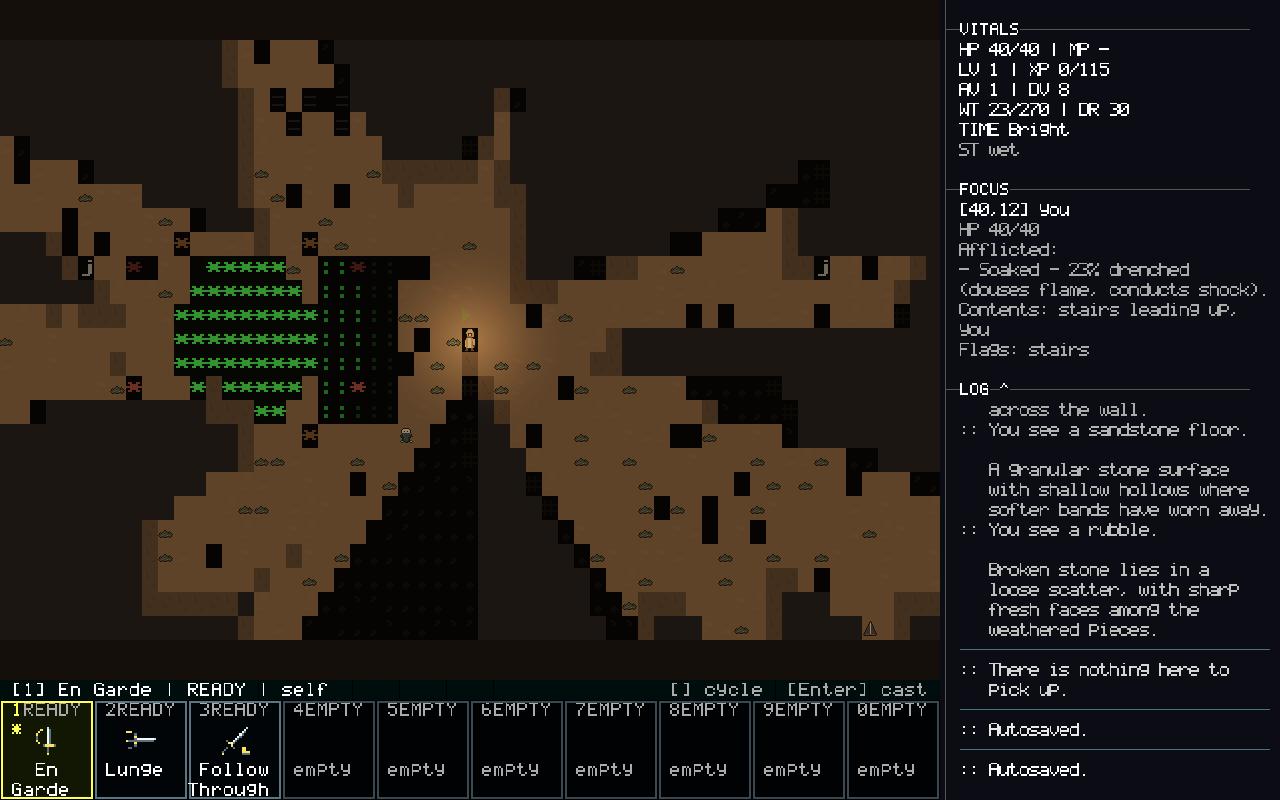 VITALS
HP 40/40 | MP -
LV 1 | XP 0/115
AV 1 | DV 8
WT 23/270 | DR 30
TIME Bright
ST wet
FOCUS
[40,12] You
HP 40/40
Afflicted:
- Soaked - 23% drenched
(douses flame, conducts shock).
Contents: stairs leading up,
you
Flags: stairs
LOG ^
across the wall.
:: You see a sandstone floor.
A granular stone surface
with shallow hollows where
softer bands have worn away.
:: You see a rubble.
Broken stone lies in a
loose scatter, with sharp
fresh faces among the
weathered pieces.
:: There is nothing here to
pick up.
:: Autosaved.
:: Autosaved.
j
j
[1] En Garde | READY | self
[] cycle [Enter] cast
1READY 2READY 3READY 4EMPTY 5EMPTY 6EMPTY 7EMPTY 8EMPTY 9EMPTY 0EMPTY
*
En Lunge Follow empty empty empty empty empty empty empty
Garde Through